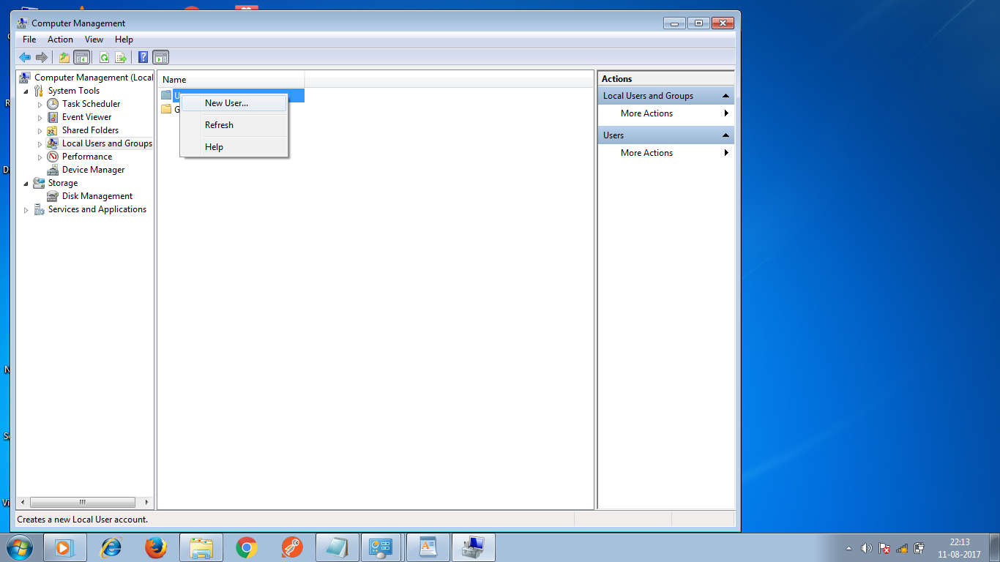 Computer Management
File Action View Help
Computer Management (Local
System Tools
Task Scheduler
Event Viewer
Shared Folders
Local Users and Groups
Performance
Device Manager
Storage
Disk Management
Services and Applications
Name
U
G
New User...
Refresh
Help
Actions
Local Users and Groups
More Actions
Users
More Actions
Creates a new Local User account.
R
D
N
Se
Vi
22:13
11-08-2017